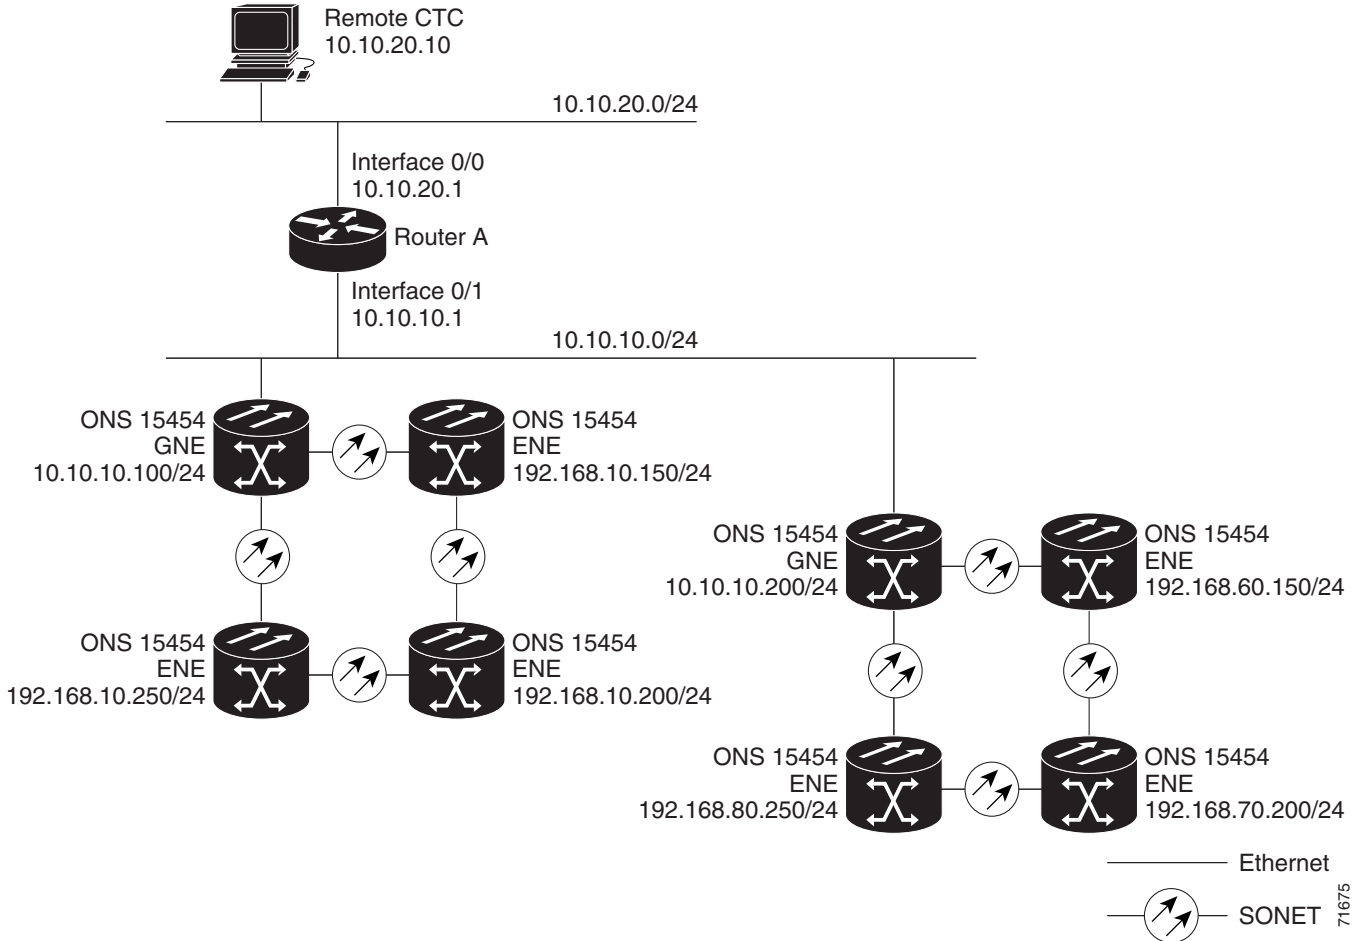 Remote CTC
10.10.20.10
10.10.20.0/24
Interface 0/0
10.10.20.1
Router A
Interface 0/1
10.10.10.1
10.10.10.0/24
ONS 15454
GNE
10.10.10.100/24
ONS 15454
ENE
192.168.10.150/24
ONS 15454
GNE
10.10.10.200/24
ONS 15454
ENE
192.168.60.150/24
ONS 15454
ENE
192.168.10.250/24
ONS 15454
ENE
192.168.10.200/24
ONS 15454
ENE
192.168.80.250/24
ONS 15454
ENE
192.168.70.200/24
Ethernet
SONET
71675